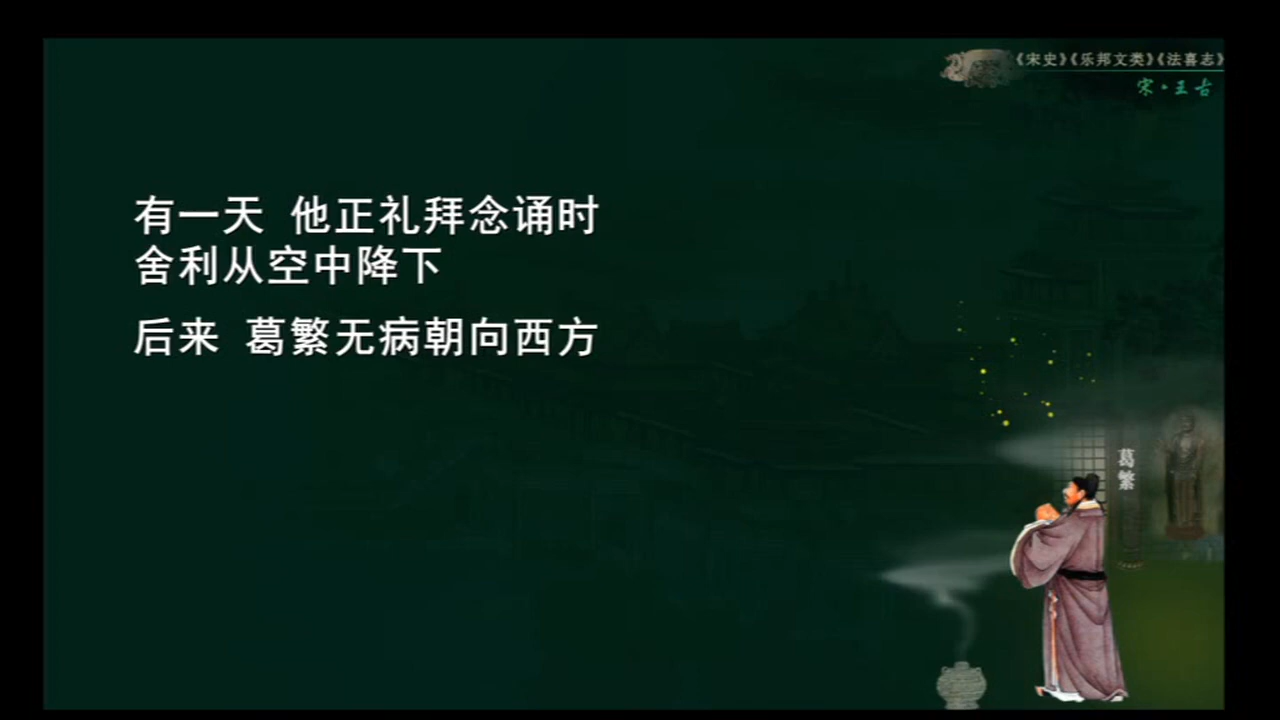 《宋史》《乐邦文类》《法喜志》
宋·王古
有一天 他正礼拜念诵时
舍利从空中降下
后来 葛繁无病朝向西方
葛繁